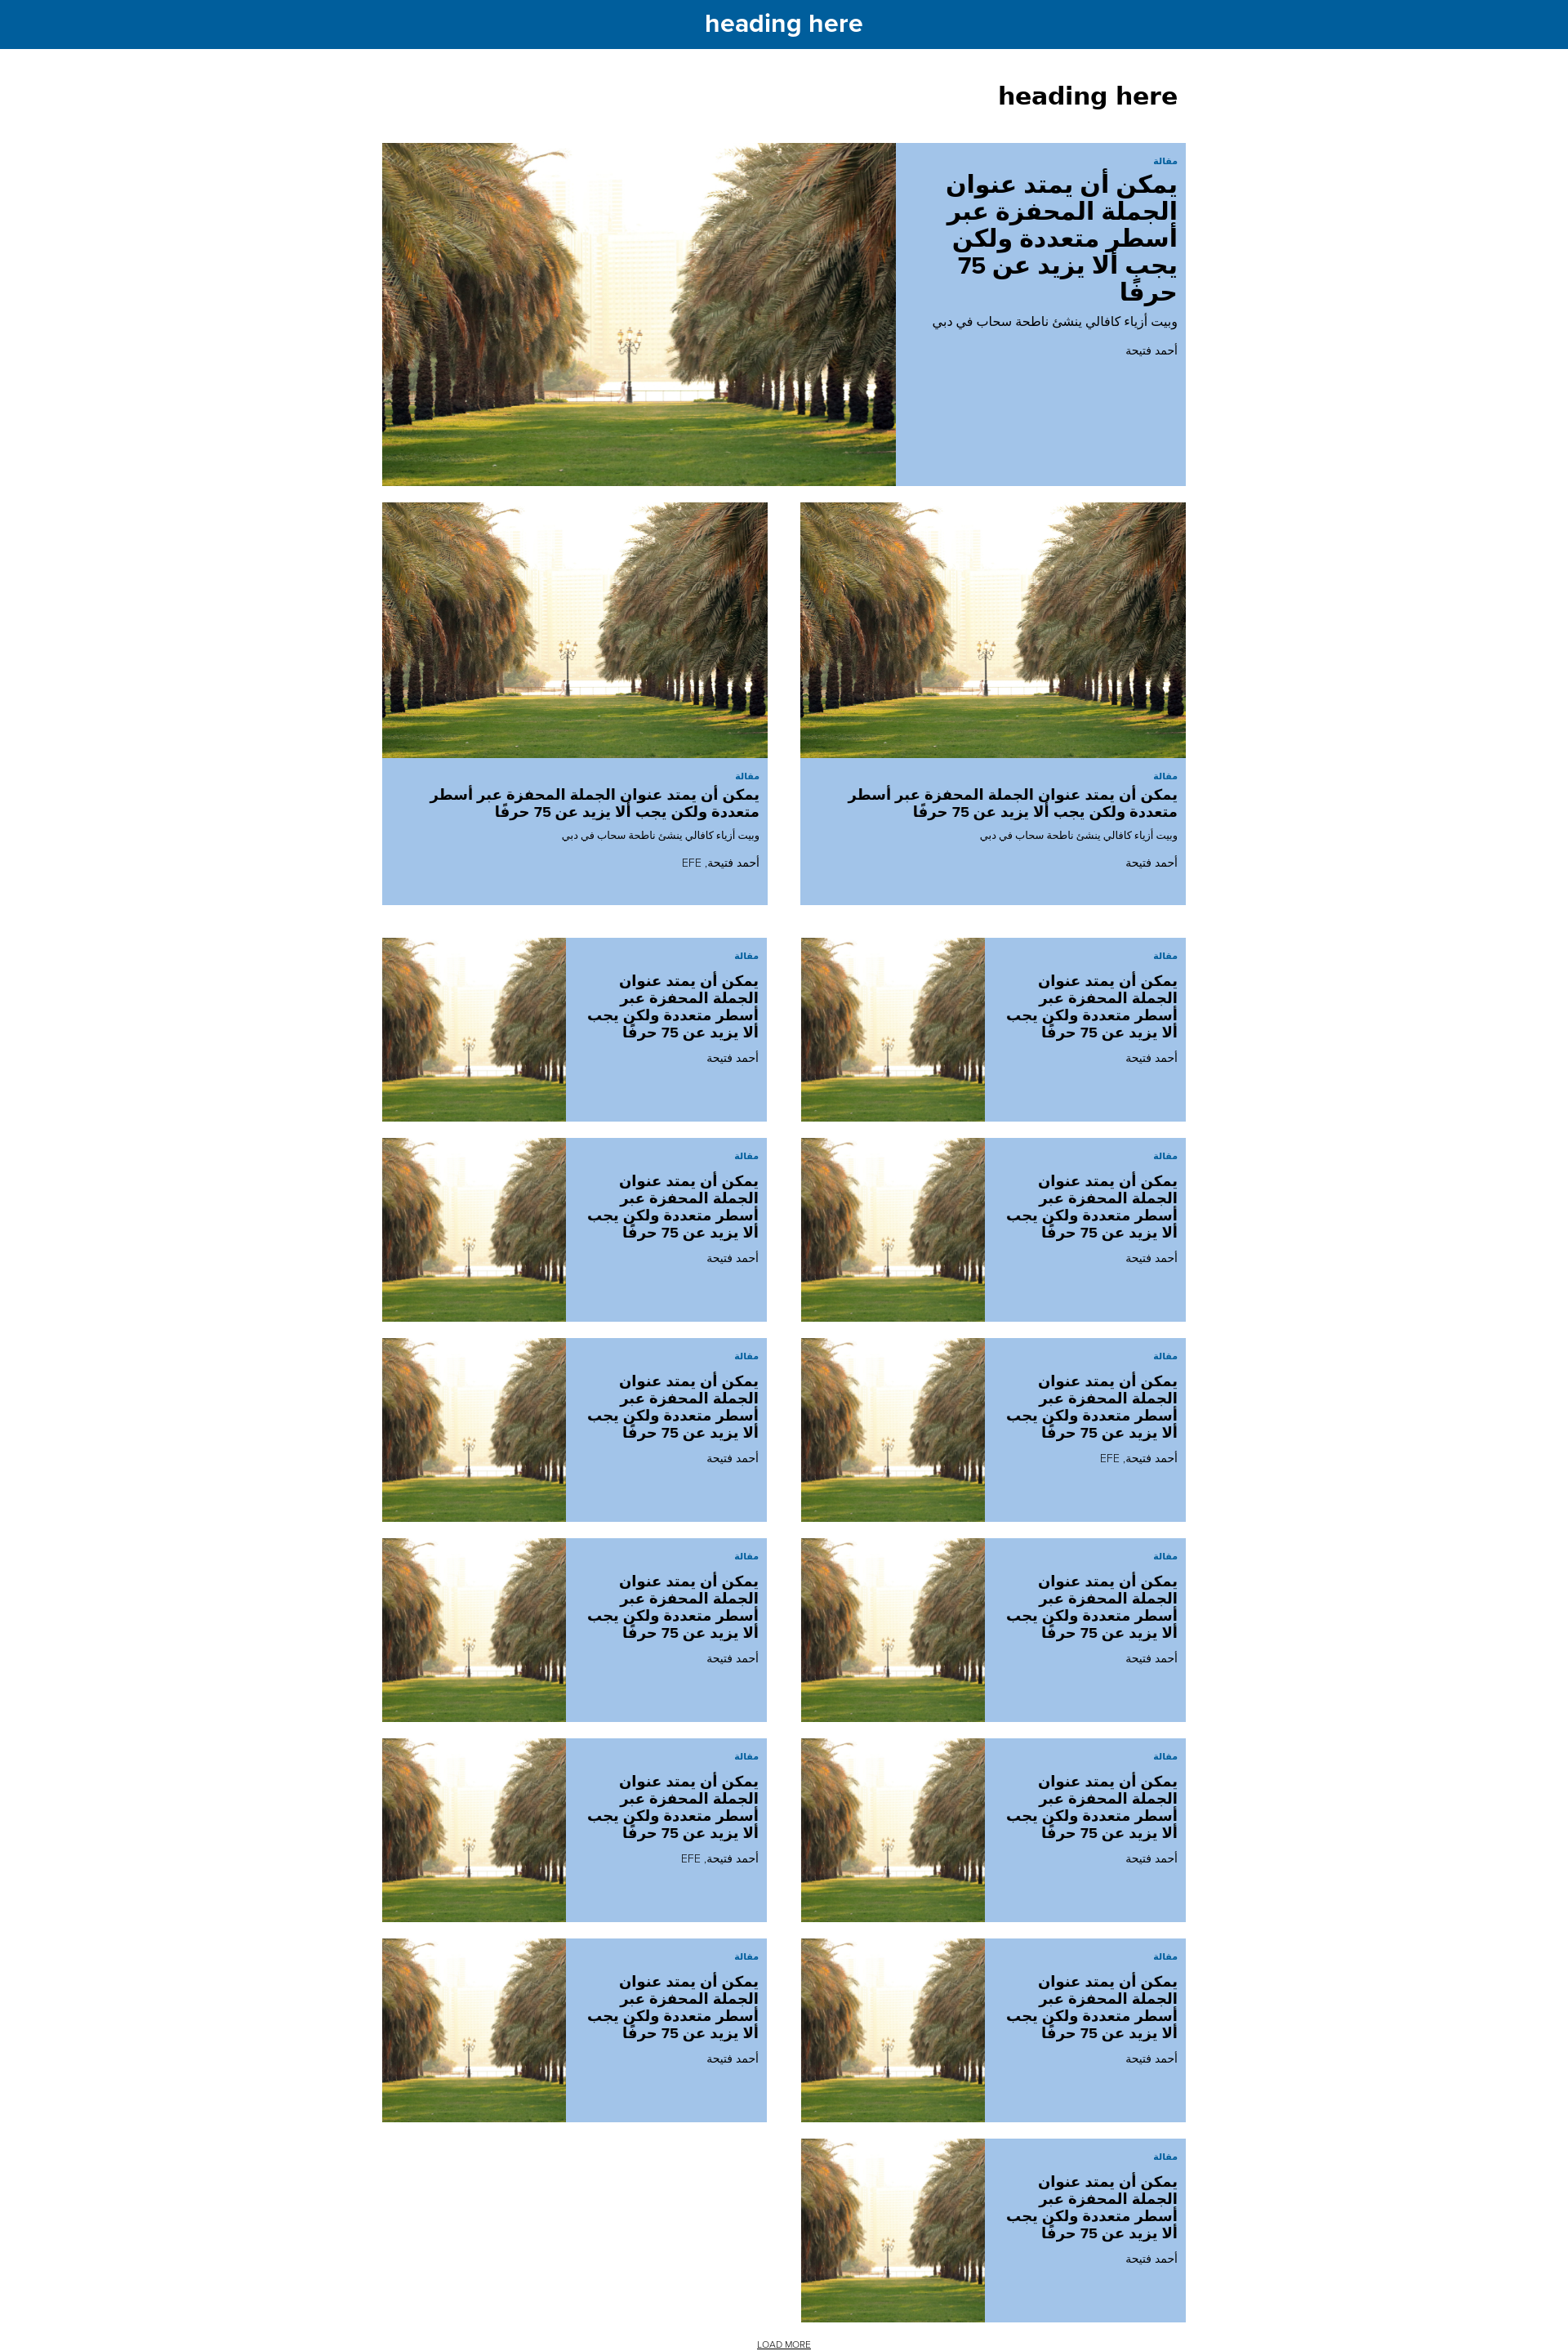 heading here
heading here
مقالة
يمكن أن يمتد عنوان
الجملة المحفزة عبر
أسطر متعددة ولكن
يجب ألا يزيد عن 75
حرفًا
وبيت أزياء كافالي ينشئ ناطحة سحاب في دبي
أحمد فتيحة
مقالة
يمكن أن يمتد عنوان الجملة المحفزة عبر أسطر
متعددة ولكن يجب ألا يزيد عن 75 حرفًا
وبيت أزياء كافالي ينشئ ناطحة سحاب في دبي
أحمد فتيحة
مقالة
يمكن أن يمتد عنوان الجملة المحفزة عبر أسطر
متعددة ولكن يجب ألا يزيد عن 75 حرفًا
وبيت أزياء كافالي ينشئ ناطحة سحاب في دبي
أحمد فتيحة, EFE
مقالة
يمكن أن يمتد عنوان
الجملة المحفزة عبر
أسطر متعددة ولكن يجب
ألا يزيد عن 75 حرفًا
أحمد فتيحة
مقالة
يمكن أن يمتد عنوان
الجملة المحفزة عبر
أسطر متعددة ولكن يجب
ألا يزيد عن 75 حرفًا
أحمد فتيحة
مقالة
يمكن أن يمتد عنوان
الجملة المحفزة عبر
أسطر متعددة ولكن يجب
ألا يزيد عن 75 حرفًا
أحمد فتيحة
مقالة
يمكن أن يمتد عنوان
الجملة المحفزة عبر
أسطر متعددة ولكن يجب
ألا يزيد عن 75 حرفًا
أحمد فتيحة
مقالة
يمكن أن يمتد عنوان
الجملة المحفزة عبر
أسطر متعددة ولكن يجب
ألا يزيد عن 75 حرفًا
أحمد فتيحة, EFE
مقالة
يمكن أن يمتد عنوان
الجملة المحفزة عبر
أسطر متعددة ولكن يجب
ألا يزيد عن 75 حرفًا
أحمد فتيحة
مقالة
يمكن أن يمتد عنوان
الجملة المحفزة عبر
أسطر متعددة ولكن يجب
ألا يزيد عن 75 حرفًا
أحمد فتيحة
مقالة
يمكن أن يمتد عنوان
الجملة المحفزة عبر
أسطر متعددة ولكن يجب
ألا يزيد عن 75 حرفًا
أحمد فتيحة
مقالة
يمكن أن يمتد عنوان
الجملة المحفزة عبر
أسطر متعددة ولكن يجب
ألا يزيد عن 75 حرفًا
أحمد فتيحة
مقالة
يمكن أن يمتد عنوان
الجملة المحفزة عبر
أسطر متعددة ولكن يجب
ألا يزيد عن 75 حرفًا
أحمد فتيحة, EFE
مقالة
يمكن أن يمتد عنوان
الجملة المحفزة عبر
أسطر متعددة ولكن يجب
ألا يزيد عن 75 حرفًا
أحمد فتيحة
مقالة
يمكن أن يمتد عنوان
الجملة المحفزة عبر
أسطر متعددة ولكن يجب
ألا يزيد عن 75 حرفًا
أحمد فتيحة
مقالة
يمكن أن يمتد عنوان
الجملة المحفزة عبر
أسطر متعددة ولكن يجب
ألا يزيد عن 75 حرفًا
أحمد فتيحة
LOAD MORE